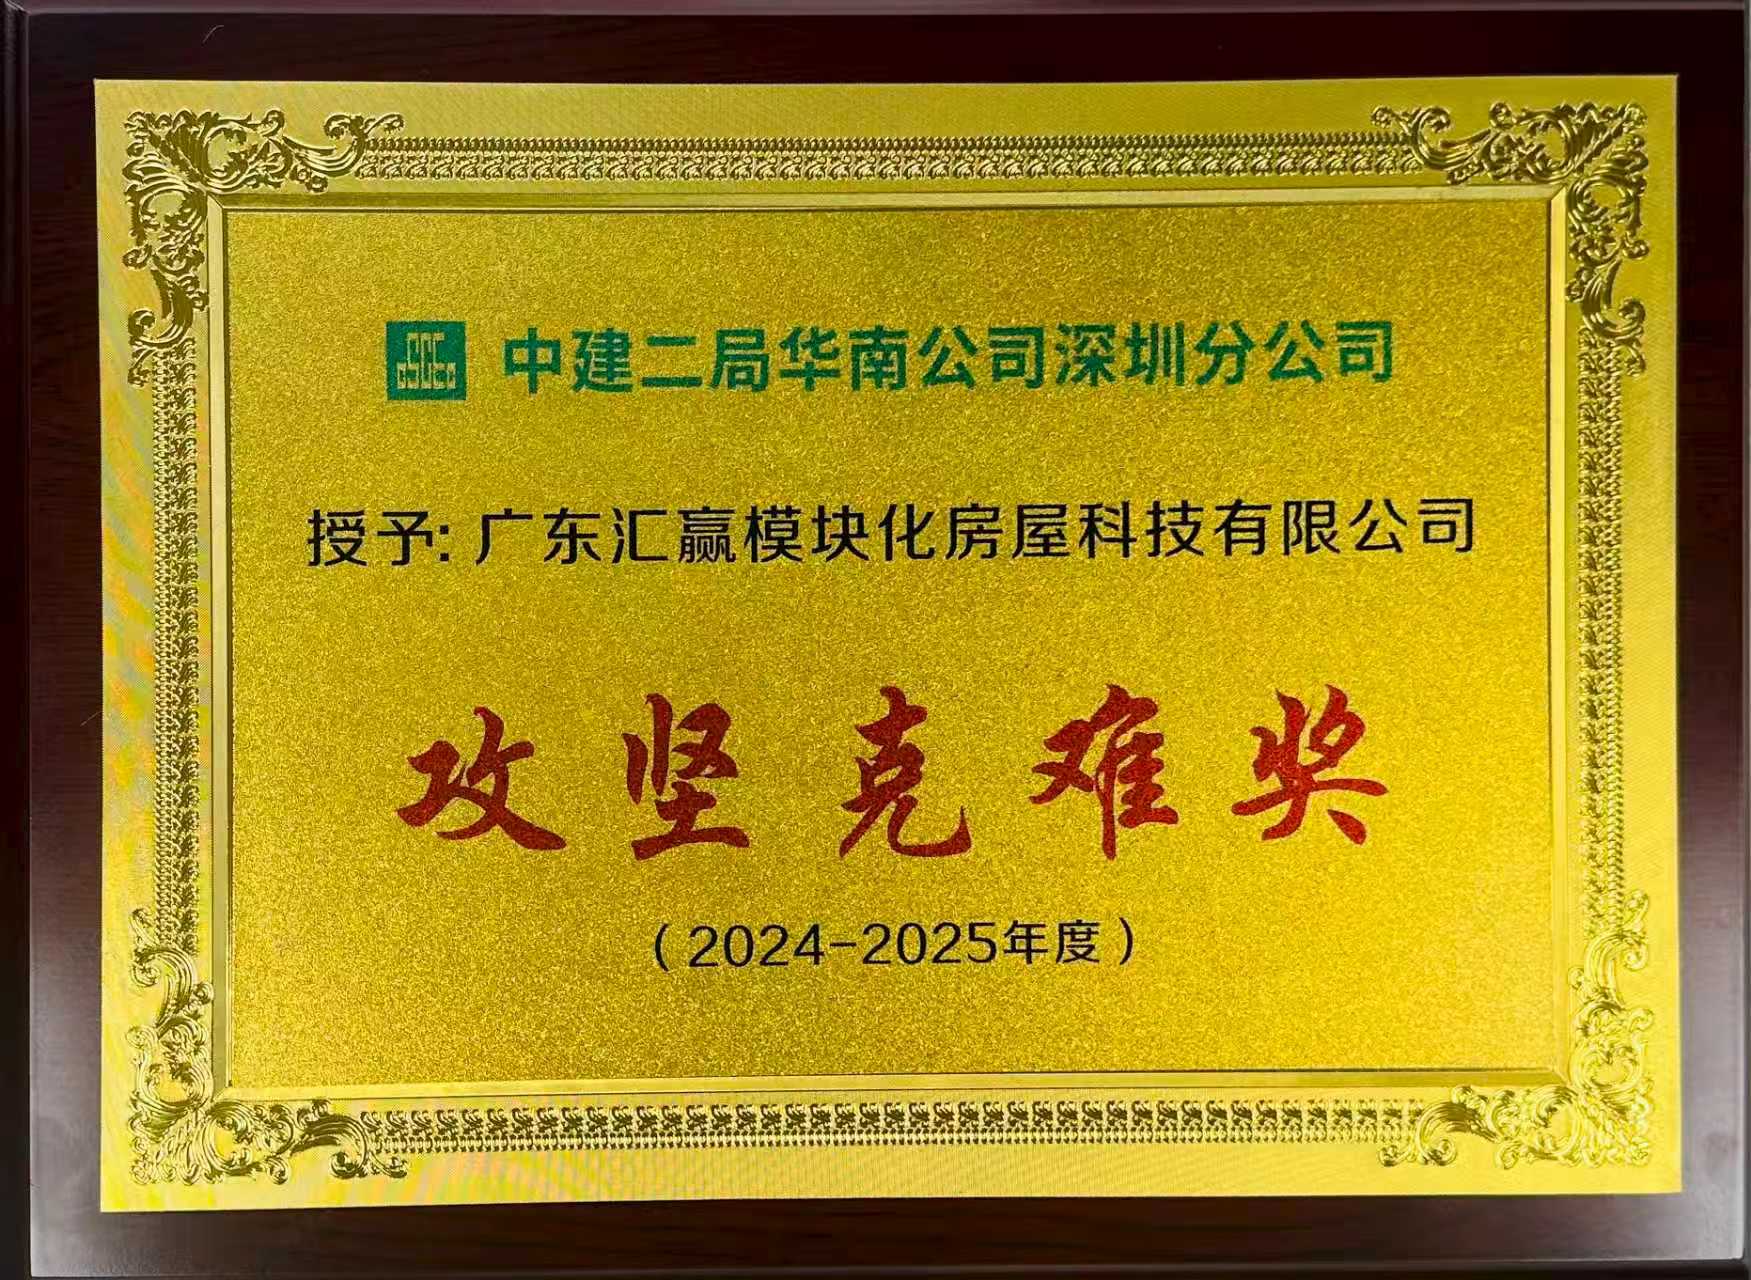 中建二局华南公司深圳分公司
授予: 广东汇赢模块化房屋科技有限公司
攻坚克难奖
（2024-2025年度）